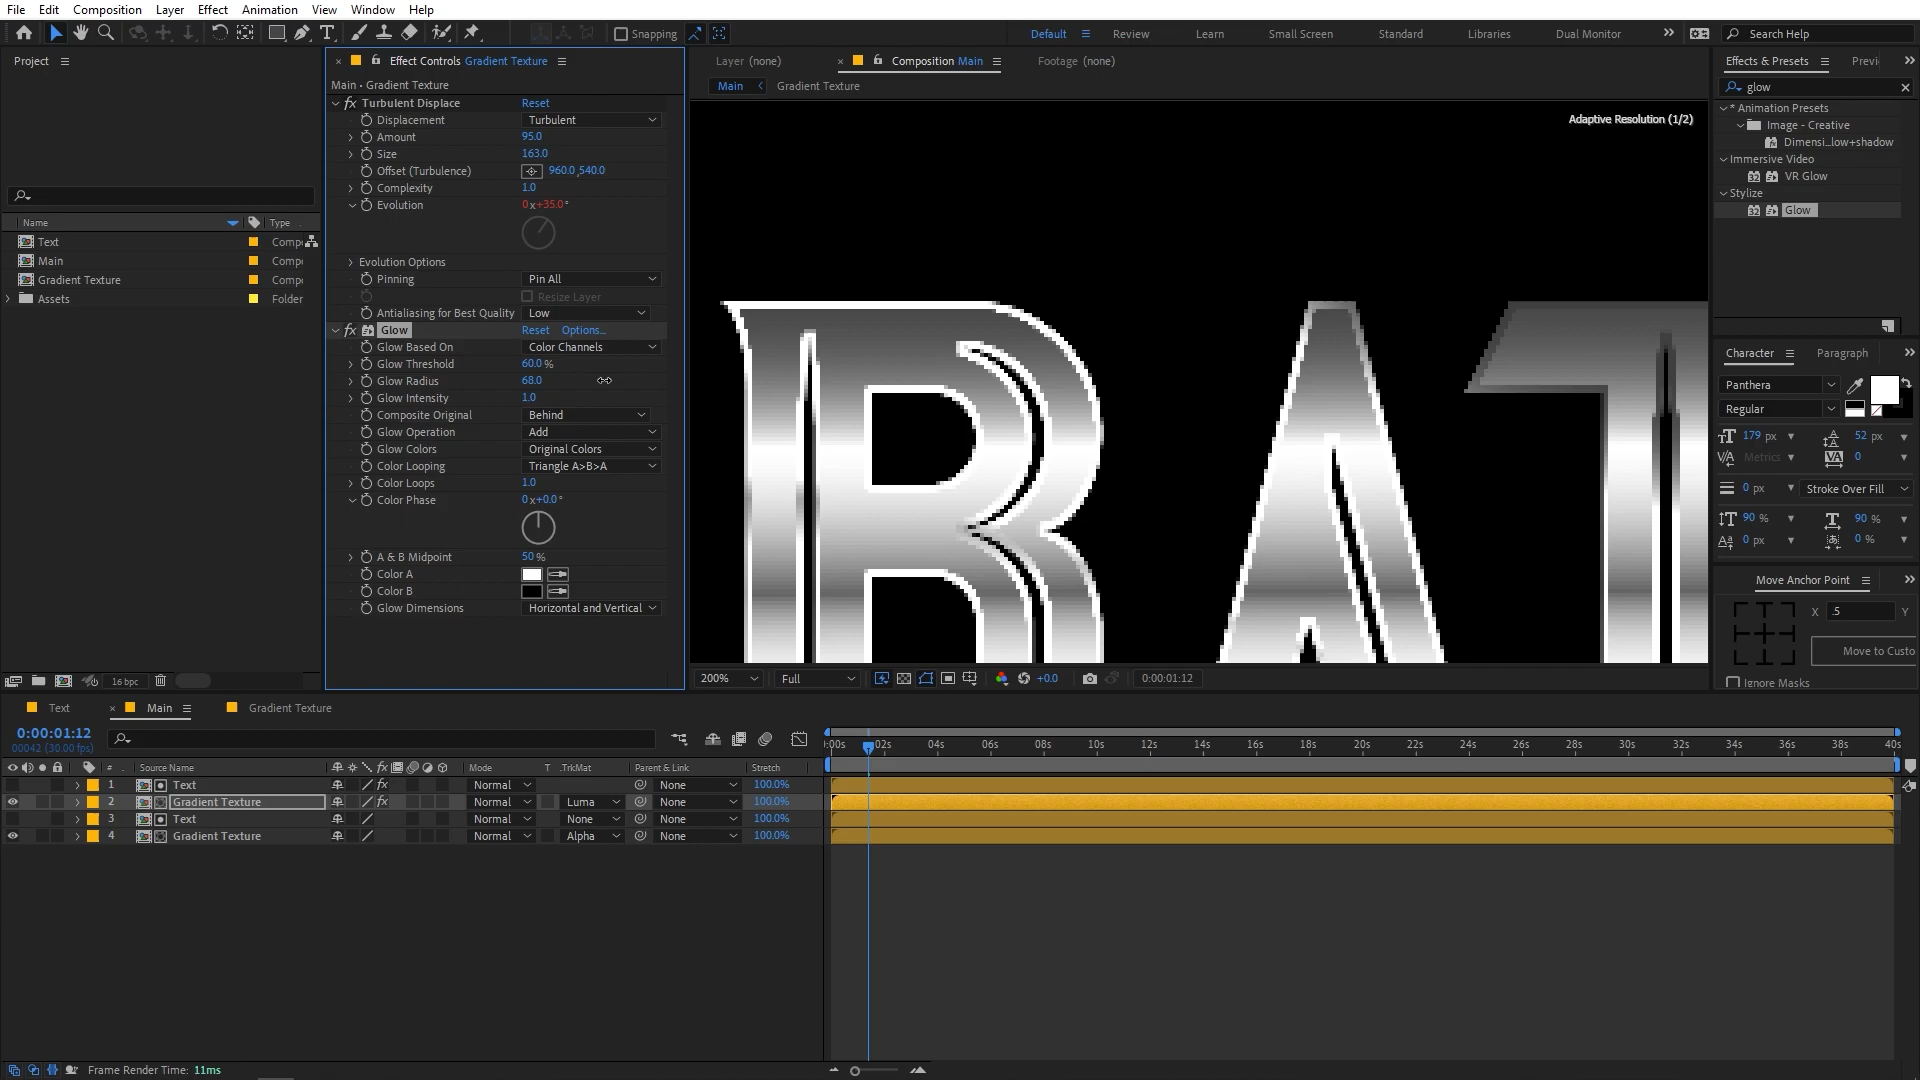 File Edit Composition Layer Effect Animation View Window Help
Snapping
Default Review Learn Small Screen Standard Libraries Dual Monitor Search Help
Project
Effect Controls Gradient Texture
Layer (none) Composition Main Footage (none)
Effects & Presets Previ
Main • Gradient Texture
Main Gradient Texture
glow
Turbulent Displace Reset
Displacement Turbulent
Amount 95.0
Size 163.0
Offset (Turbulence) 960.0,540.0
Complexity 1.0
Evolution 0x+35.0°
Evolution Options
Pinning Pin All
Resize Layer
Antialiasing for Best Quality Low
Glow Reset Options...
Glow Based On Color Channels
Glow Threshold 60.0 %
Glow Radius 68.0
Glow Intensity 1.0
Composite Original Behind
Glow Operation Add
Glow Colors Original Colors
Color Looping Triangle A>B>A
Color Loops 1.0
Color Phase 0x+0.0°
A & B Midpoint 50 %
Color A
Color B
Glow Dimensions Horizontal and Vertical
Name Type
Text Comp
Main Comp
Gradient Texture Comp
Assets Folder
16 bpc
Adaptive Resolution (1/2)
BAT
200% Full +0.0 0:00:01:12
* Animation Presets
Image - Creative
Dimensi...low+shadow
Immersive Video
VR Glow
Stylize
Glow
Character Paragraph
Panthera
Regular
179 px 52 px
Metrics 0
0 px Stroke Over Fill
90 % 90 %
0 px 0 %
Move Anchor Point
X .5 Y
Move to Custo
Ignore Masks
Text Main Gradient Texture
0:00:01:12
00042 (30.00 fps)
# Source Name Mode T .TrkMat Parent & Link Stretch
1 Text Normal None 100.0%
2 Gradient Texture Normal Luma None 100.0%
3 Text Normal None None 100.0%
4 Gradient Texture Normal Alpha None 100.0%
:00s 02s 04s 06s 08s 10s 12s 14s 16s 18s 20s 22s 24s 26s 28s 30s 32s 34s 36s 38s 40s
Frame Render Time: 11ms